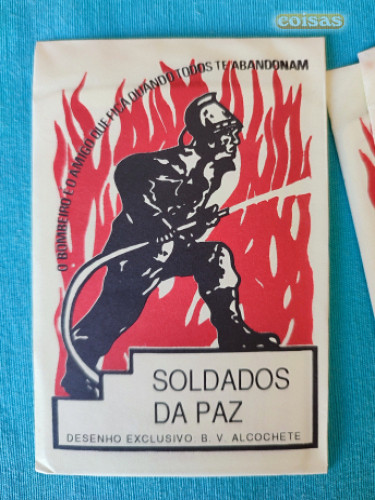 coisas
O BOMBEIRO É O AMIGO QUE FICA QUANDO TODOS TE ABANDONAM
SOLDADOS
DA PAZ
DESENHO EXCLUSIVO B. V. ALCOCHETE